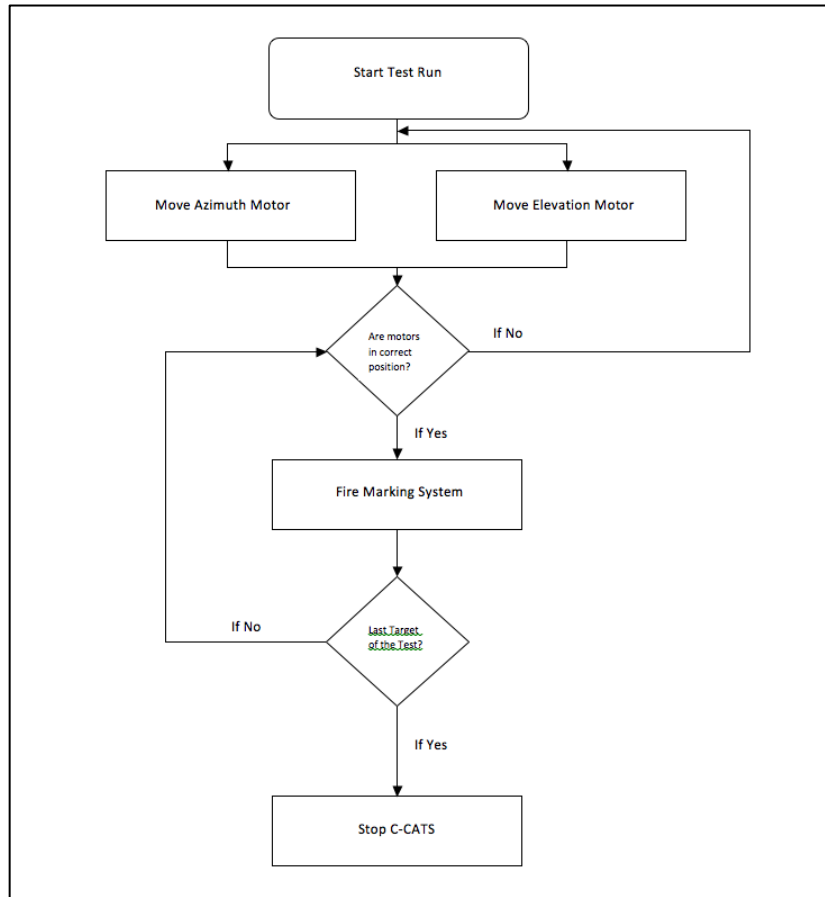 Start Test Run
Move Azimuth Motor
Move Elevation Motor
Are motors
in correct
position?
If No
If Yes
Fire Marking System
If No
Last Target
of the Test?
If Yes
Stop C-CATS